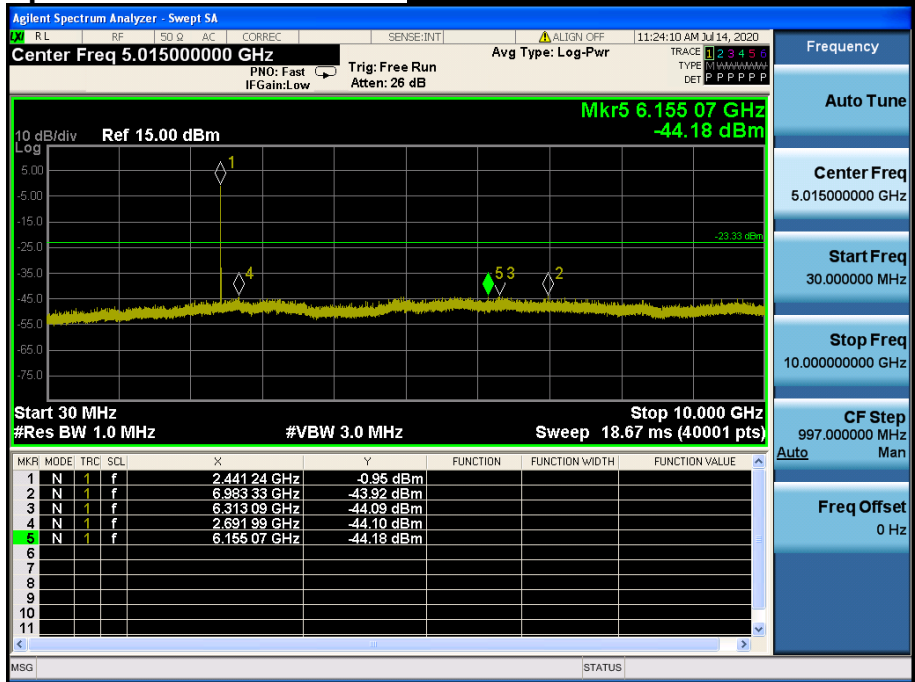 Agilent Spectrum Analyzer - Swept SA
LXI RL RF 50 Ω AC CORREC SENSE:INT ALIGN OFF 11:24:10 AM Jul 14, 2020
Center Freq 5.015000000 GHz
PNO: Fast
IFGain:Low
Trig: Free Run
Atten: 26 dB
Avg Type: Log-Pwr
TRACE 1 2 3 4 5 6
TYPE M WWWWW
DET P P P P P P
Mkr5 6.155 07 GHz
-44.18 dBm
10 dB/div Ref 15.00 dBm
Log
5.00
-5.00
-15.0
-25.0
-35.0
-45.0
-55.0
-65.0
-75.0
1
4
5 3
2
-23.33 dBm
Start 30 MHz Stop 10.000 GHz
#Res BW 1.0 MHz #VBW 3.0 MHz Sweep 18.67 ms (40001 pts)
MKR MODE TRC SCL X Y FUNCTION FUNCTION WIDTH FUNCTION VALUE
1 N 1 f 2.441 24 GHz -0.95 dBm
2 N 1 f 6.983 33 GHz -43.92 dBm
3 N 1 f 6.313 09 GHz -44.09 dBm
4 N 1 f 2.691 99 GHz -44.10 dBm
5 N 1 f 6.155 07 GHz -44.18 dBm
6
7
8
9
10
11
MSG STATUS
Frequency
Auto Tune
Center Freq
5.015000000 GHz
Start Freq
30.000000 MHz
Stop Freq
10.000000000 GHz
CF Step
997.000000 MHz
Auto Man
Freq Offset
0 Hz